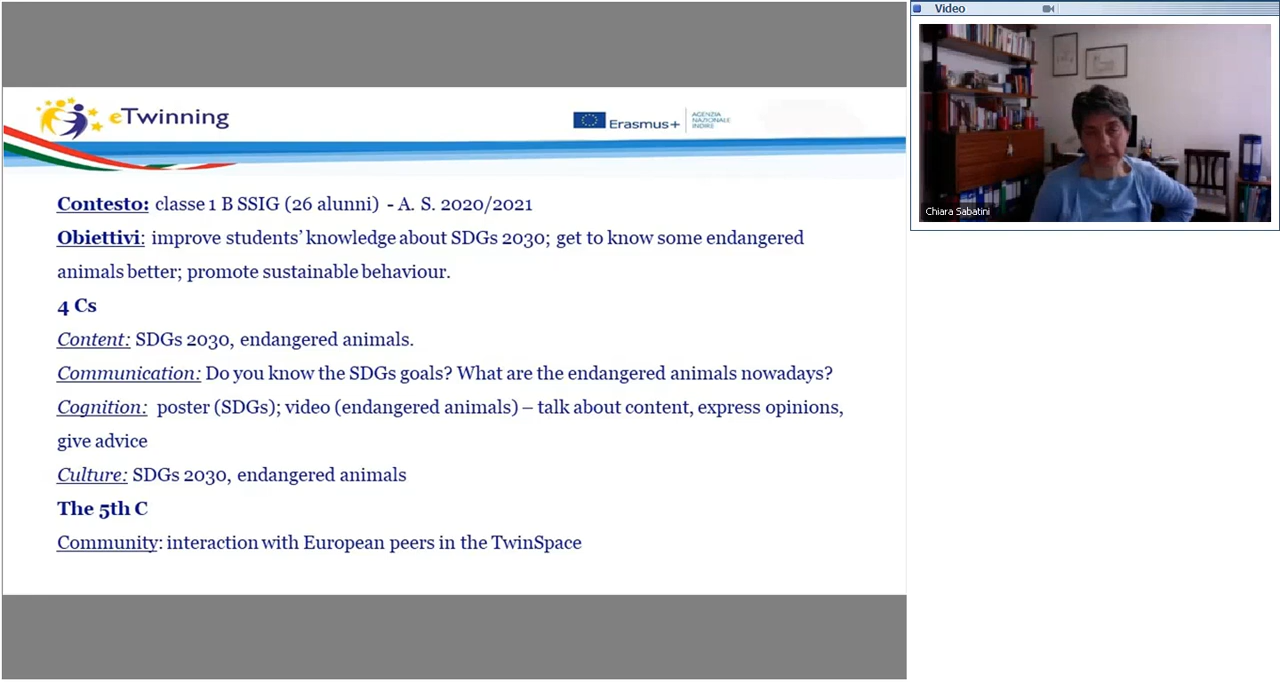 Video
eTwinning
Erasmus+
AGENZIA
NAZIONALE
INDIRE
Contesto: classe 1 B SSIG (26 alunni) - A. S. 2020/2021
Obiettivi: improve students’ knowledge about SDGs 2030; get to know some endangered
animals better; promote sustainable behaviour.
4 Cs
Content: SDGs 2030, endangered animals.
Communication: Do you know the SDGs goals? What are the endangered animals nowadays?
Cognition: poster (SDGs); video (endangered animals) – talk about content, express opinions,
give advice
Culture: SDGs 2030, endangered animals
The 5th C
Community: interaction with European peers in the TwinSpace
Chiara Sabatini